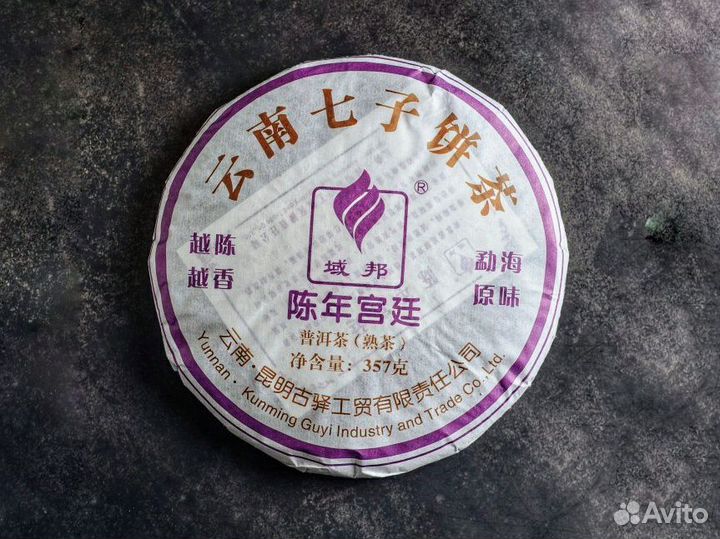 云南七子饼茶
®
域邦
越陈
越香
勐海
原味
陈年宫廷
普洱茶（熟茶）
净含量：357克
云南·昆明古驿工贸有限责任公司
Yunnan · Kunming Guyi Industry and Trade Co.,Ltd.
Avito